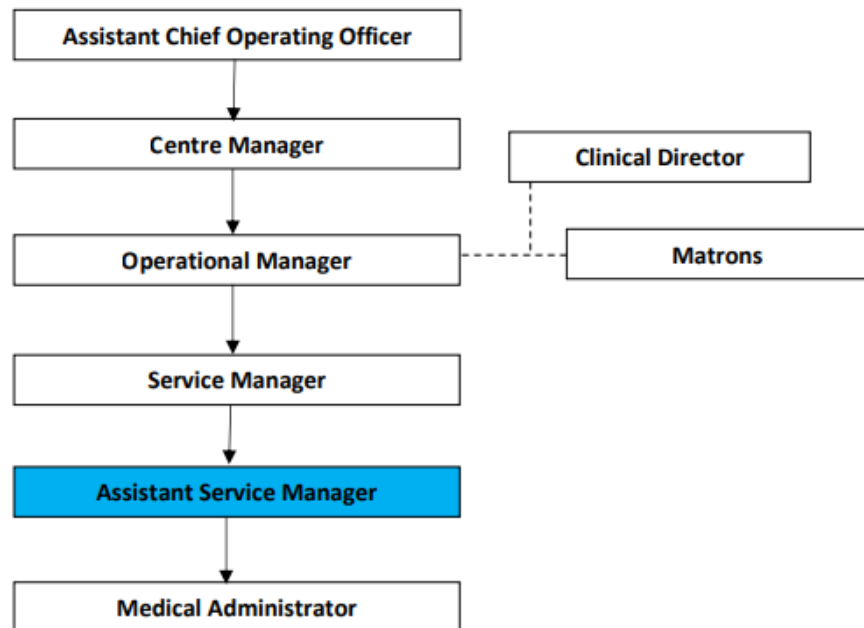 Assistant Chief Operating Officer
Centre Manager
Clinical Director
Operational Manager
Matrons
Service Manager
Assistant Service Manager
Medical Administrator